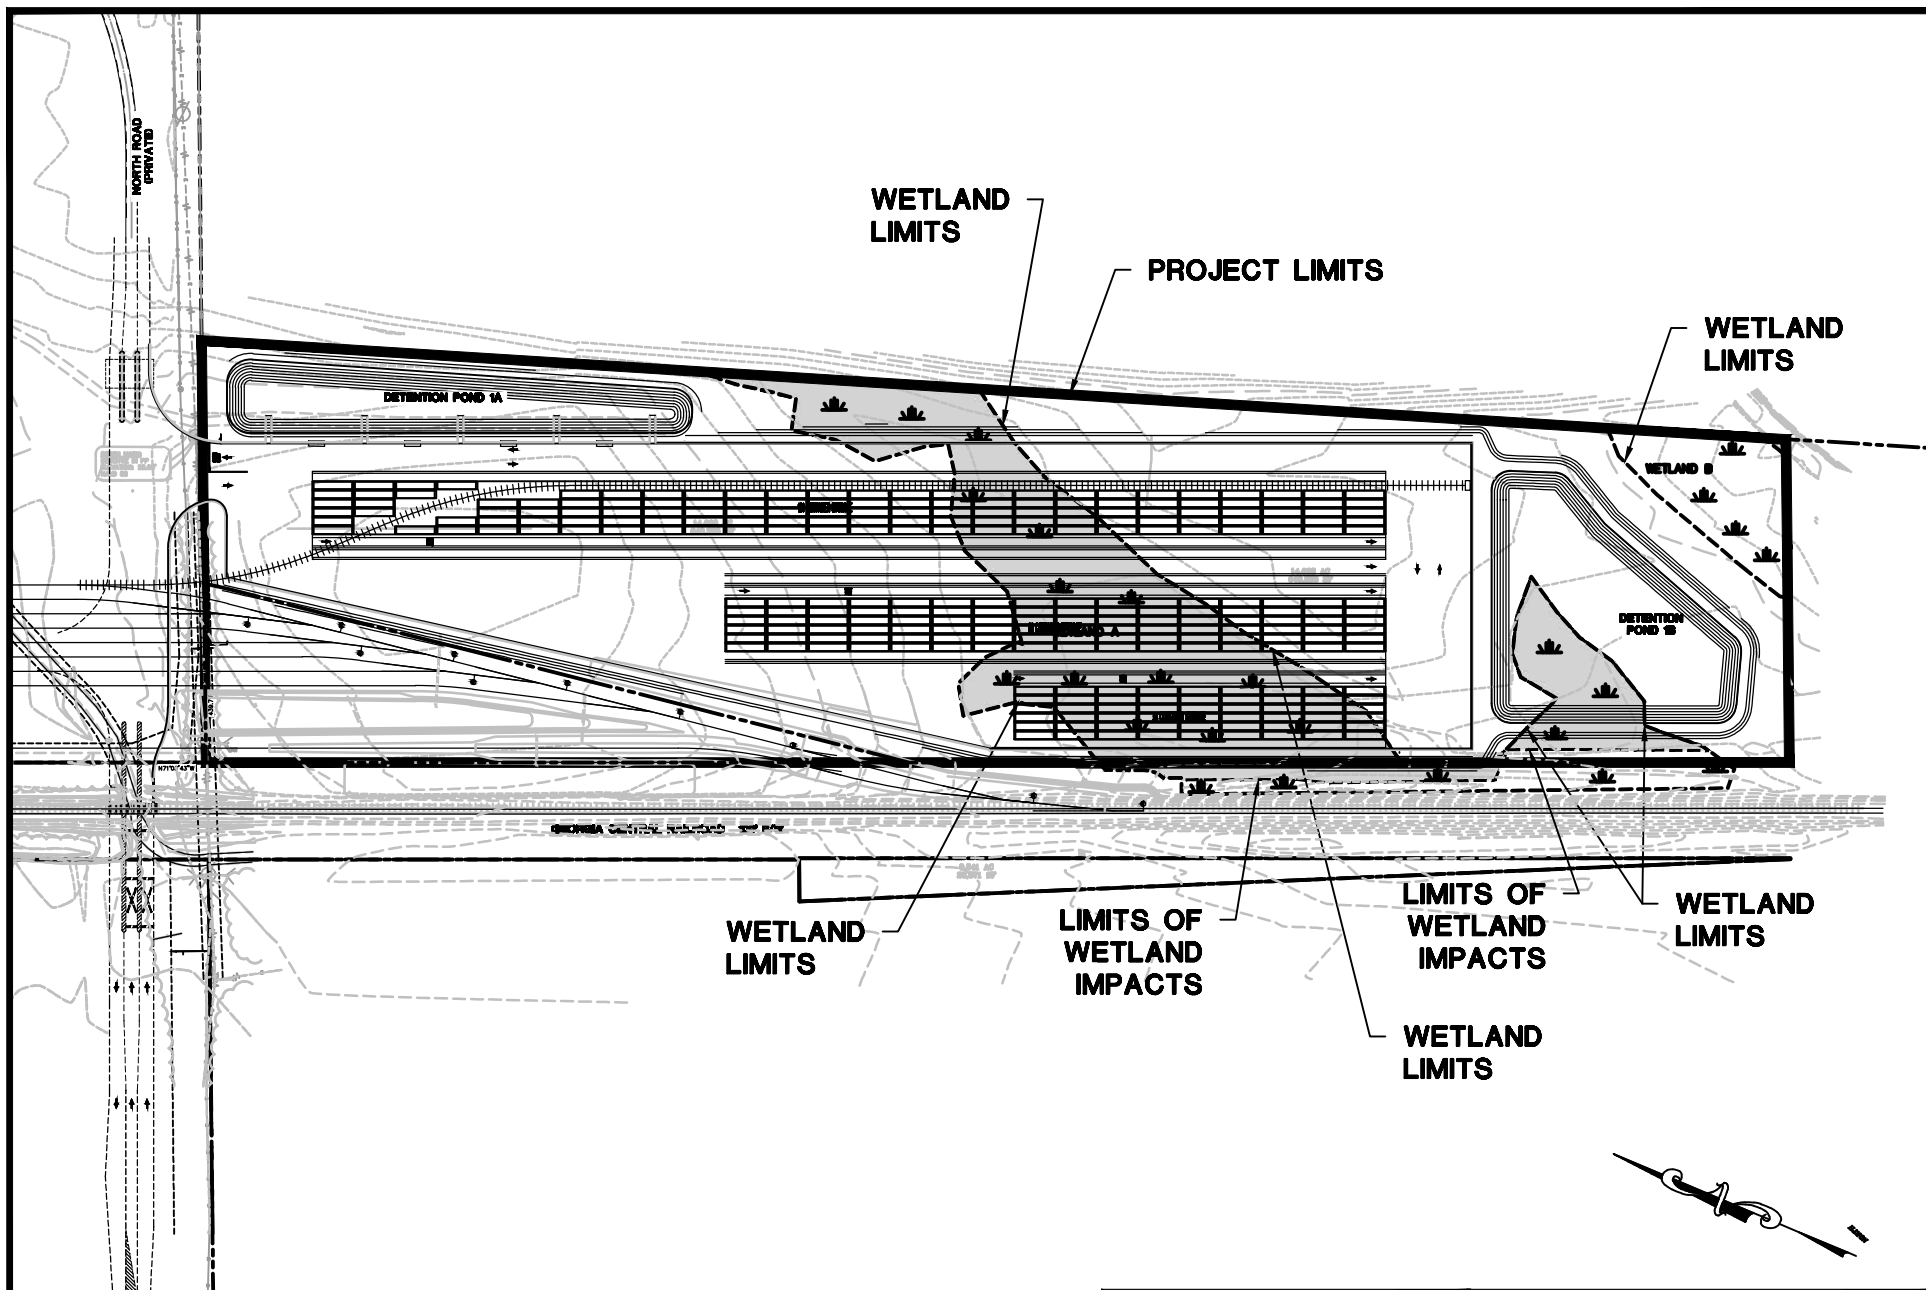 NORTH ROAD
(PRIVATE)
WETLAND
LIMITS
PROJECT LIMITS
WETLAND
LIMITS
DETENTION POND 1A
WETLAND B
DETENTION
POND 1B
WETLAND
LIMITS
LIMITS OF
WETLAND
IMPACTS
LIMITS OF
WETLAND
IMPACTS
WETLAND
LIMITS
WETLAND
LIMITS